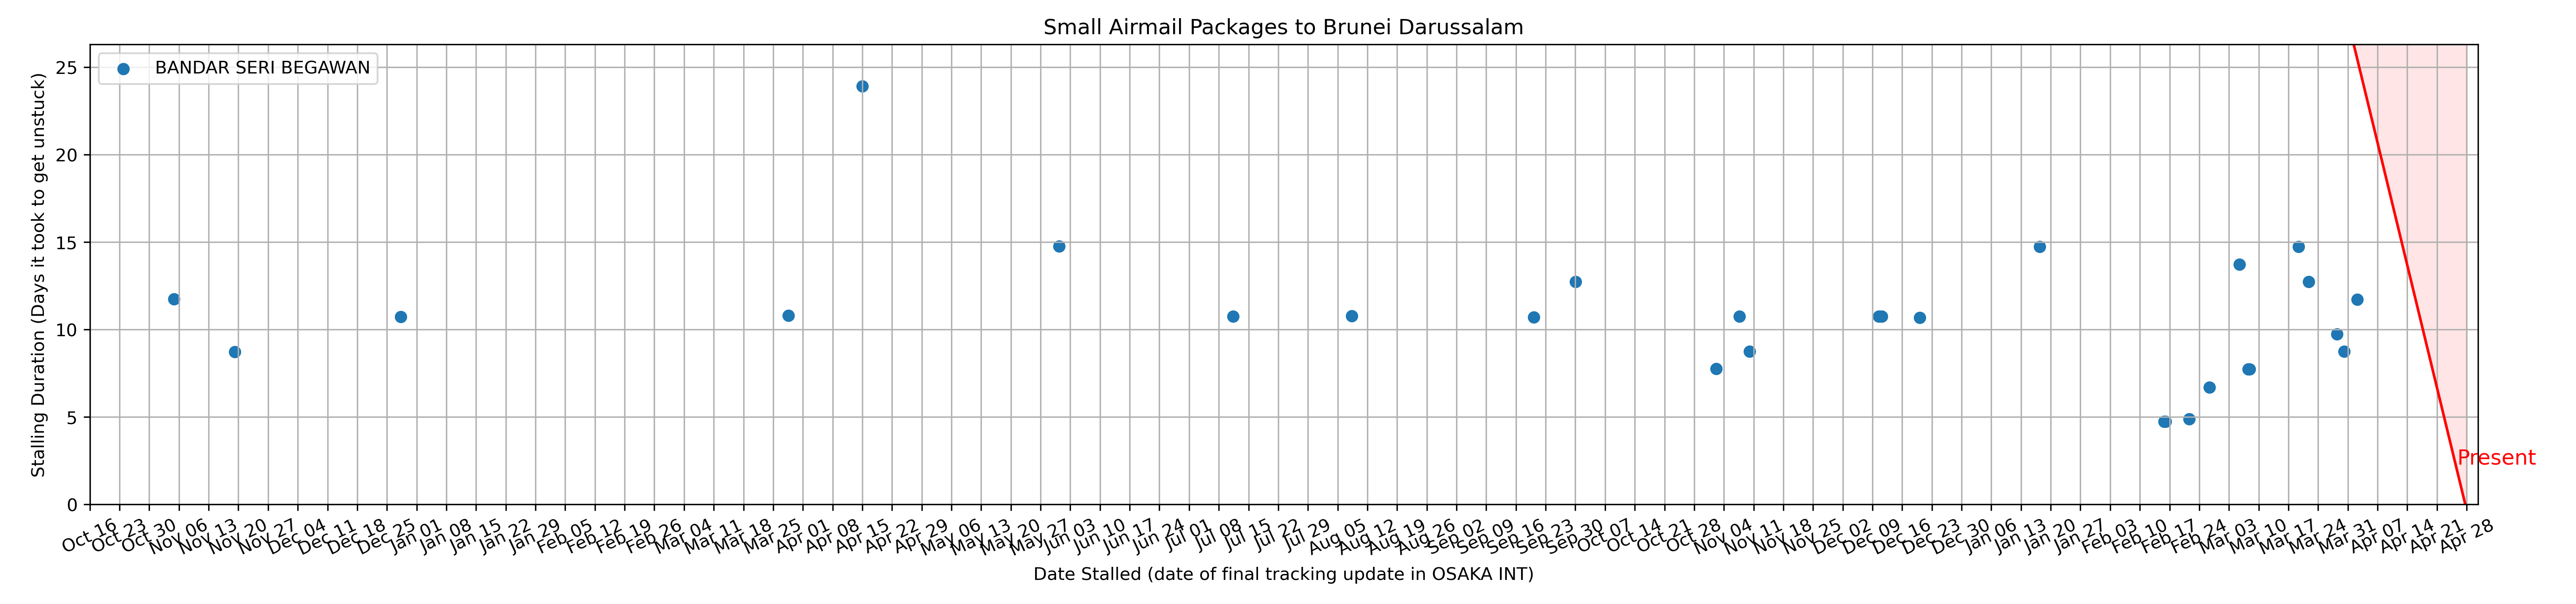 Small Airmail Packages to Brunei Darussalam
BANDAR SERI BEGAWAN
Stalling Duration (Days it took to get unstuck)
25
20
15
10
5
0
Present
Oct 16 Oct 23 Oct 30 Nov 06 Nov 13 Nov 20 Nov 27 Dec 04 Dec 11 Dec 18 Dec 25 Jan 01 Jan 08 Jan 15 Jan 22 Jan 29 Feb 05 Feb 12 Feb 19 Feb 26 Mar 04 Mar 11 Mar 18 Mar 25 Apr 01 Apr 08 Apr 15 Apr 22 Apr 29 May 06 May 13 May 20 May 27 Jun 03 Jun 10 Jun 17 Jun 24 Jul 01 Jul 08 Jul 15 Jul 22 Jul 29 Aug 05 Aug 12 Aug 19 Aug 26 Sep 02 Sep 09 Sep 16 Sep 23 Sep 30 Oct 07 Oct 14 Oct 21 Oct 28 Nov 04 Nov 11 Nov 18 Nov 25 Dec 02 Dec 09 Dec 16 Dec 23 Dec 30 Jan 06 Jan 13 Jan 20 Jan 27 Feb 03 Feb 10 Feb 17 Feb 24 Mar 03 Mar 10 Mar 17 Mar 24 Mar 31 Apr 07 Apr 14 Apr 21 Apr 28
Date Stalled (date of final tracking update in OSAKA INT)